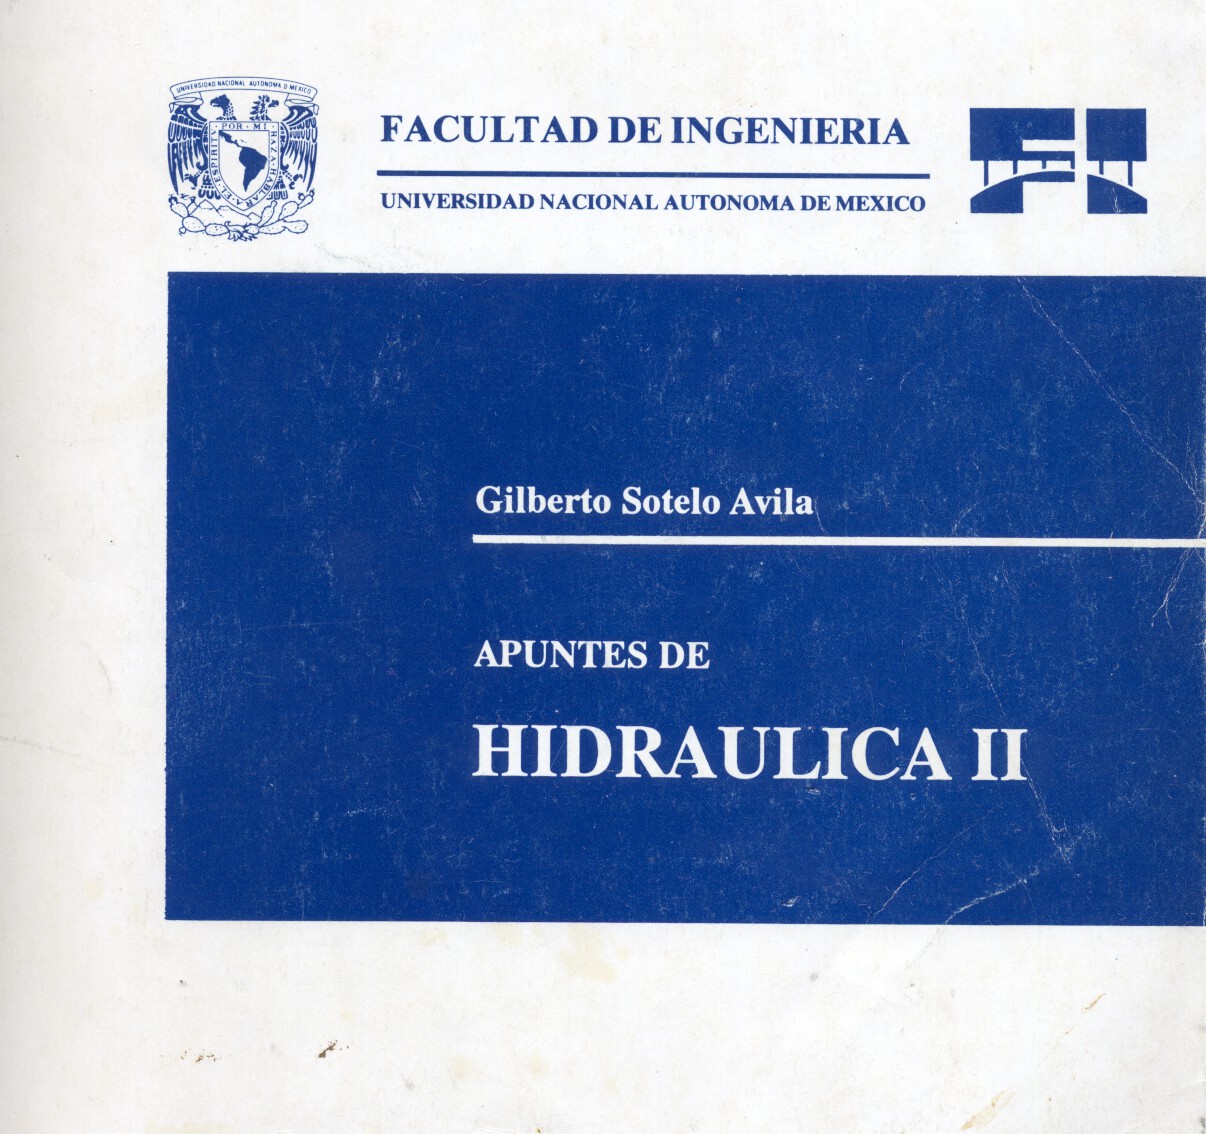 UNIVERSIDAD NACIONAL AUTONOMA D MEXICO
POR · MI
RAZA · HABLARA · EL · ESPIRITU
FACULTAD DE INGENIERIA
UNIVERSIDAD NACIONAL AUTONOMA DE MEXICO
FI
Gilberto Sotelo Avila
APUNTES DE
HIDRAULICA II